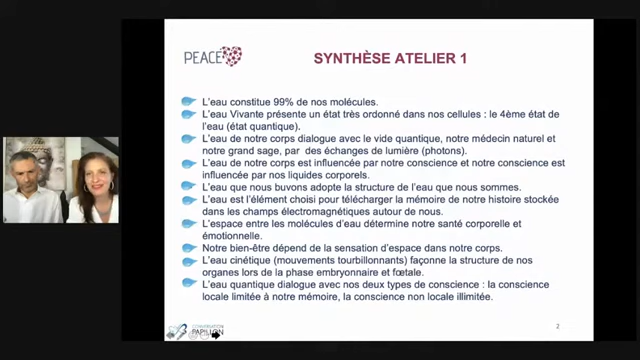 PEACE
SYNTHÈSE ATELIER 1
L'eau constitue 99% de nos molécules.
L'eau Vivante présente un état très ordonné dans nos cellules : le 4ème état de
l'eau (état quantique).
L'eau de notre corps dialogue avec le vide quantique, notre médecin naturel et
notre grand sage, par des échanges de lumière (photons).
L'eau de notre corps est influencée par notre conscience et notre conscience est
influencée par nos liquides corporels.
L'eau que nous buvons adopte la structure de l'eau que nous sommes.
L'eau est l'élément choisi pour télécharger la mémoire de notre histoire stockée
dans les champs électromagnétiques autour de nous.
L'espace entre les molécules d'eau détermine notre santé corporelle et
émotionnelle.
Notre bien-être dépend de la sensation d'espace dans notre corps.
L'eau cinétique (mouvements tourbillonnants) façonne la structure de nos
organes lors de la phase embryonnaire et fœtale.
L'eau quantique dialogue avec nos deux types de conscience : la conscience
locale limitée à notre mémoire, la conscience non locale illimitée.
PAPILLON
2